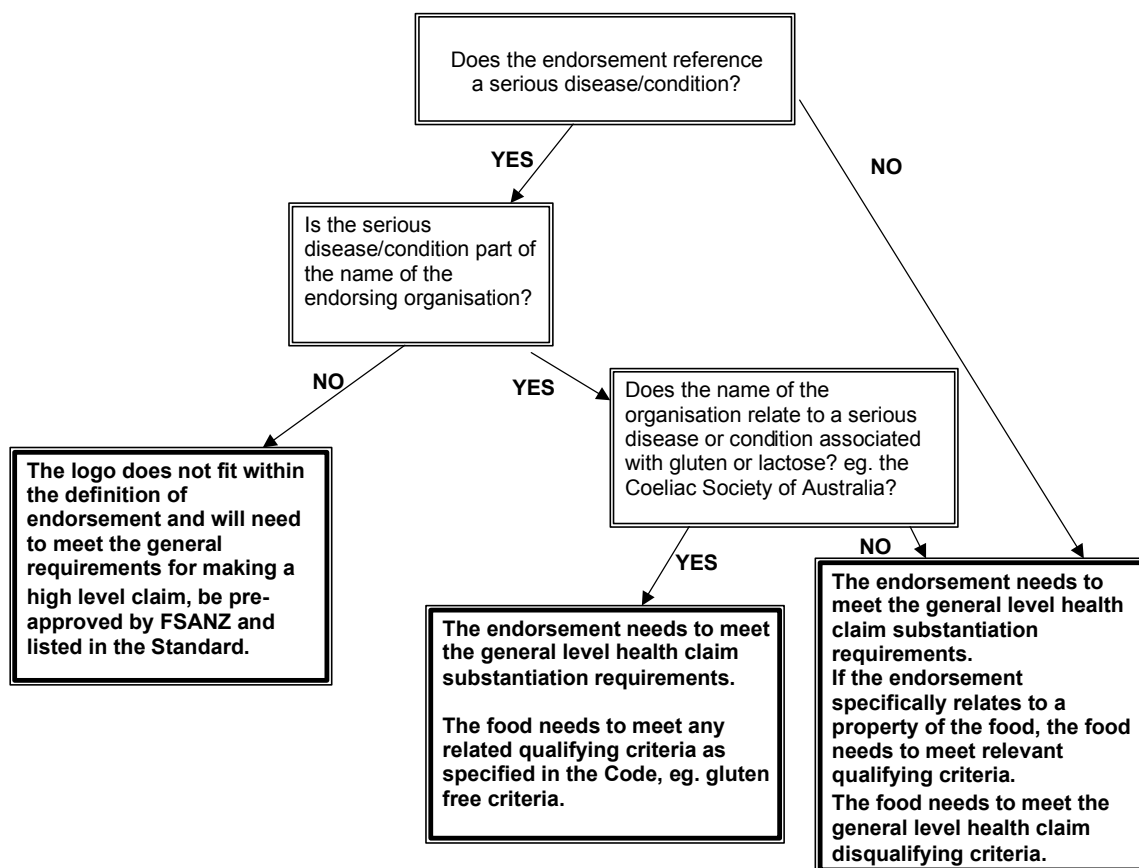 Does the endorsement reference
a serious disease/condition?
YES
NO
Is the serious
disease/condition part of
the name of the
endorsing organisation?
NO
YES
Does the name of the
organisation relate to a serious
disease or condition associated
with gluten or lactose? eg. the
Coeliac Society of Australia?
The logo does not fit within
the definition of
endorsement and will need
to meet the general
requirements for making a
high level claim, be pre-
approved by FSANZ and
listed in the Standard.
YES
NO
The endorsement needs to meet
the general level health claim
substantiation requirements.
The food needs to meet any
related qualifying criteria as
specified in the Code, eg. gluten
free criteria.
The endorsement needs to
meet the general level health
claim substantiation
requirements.
If the endorsement
specifically relates to a
property of the food, the food
needs to meet relevant
qualifying criteria.
The food needs to meet the
general level health claim
disqualifying criteria.